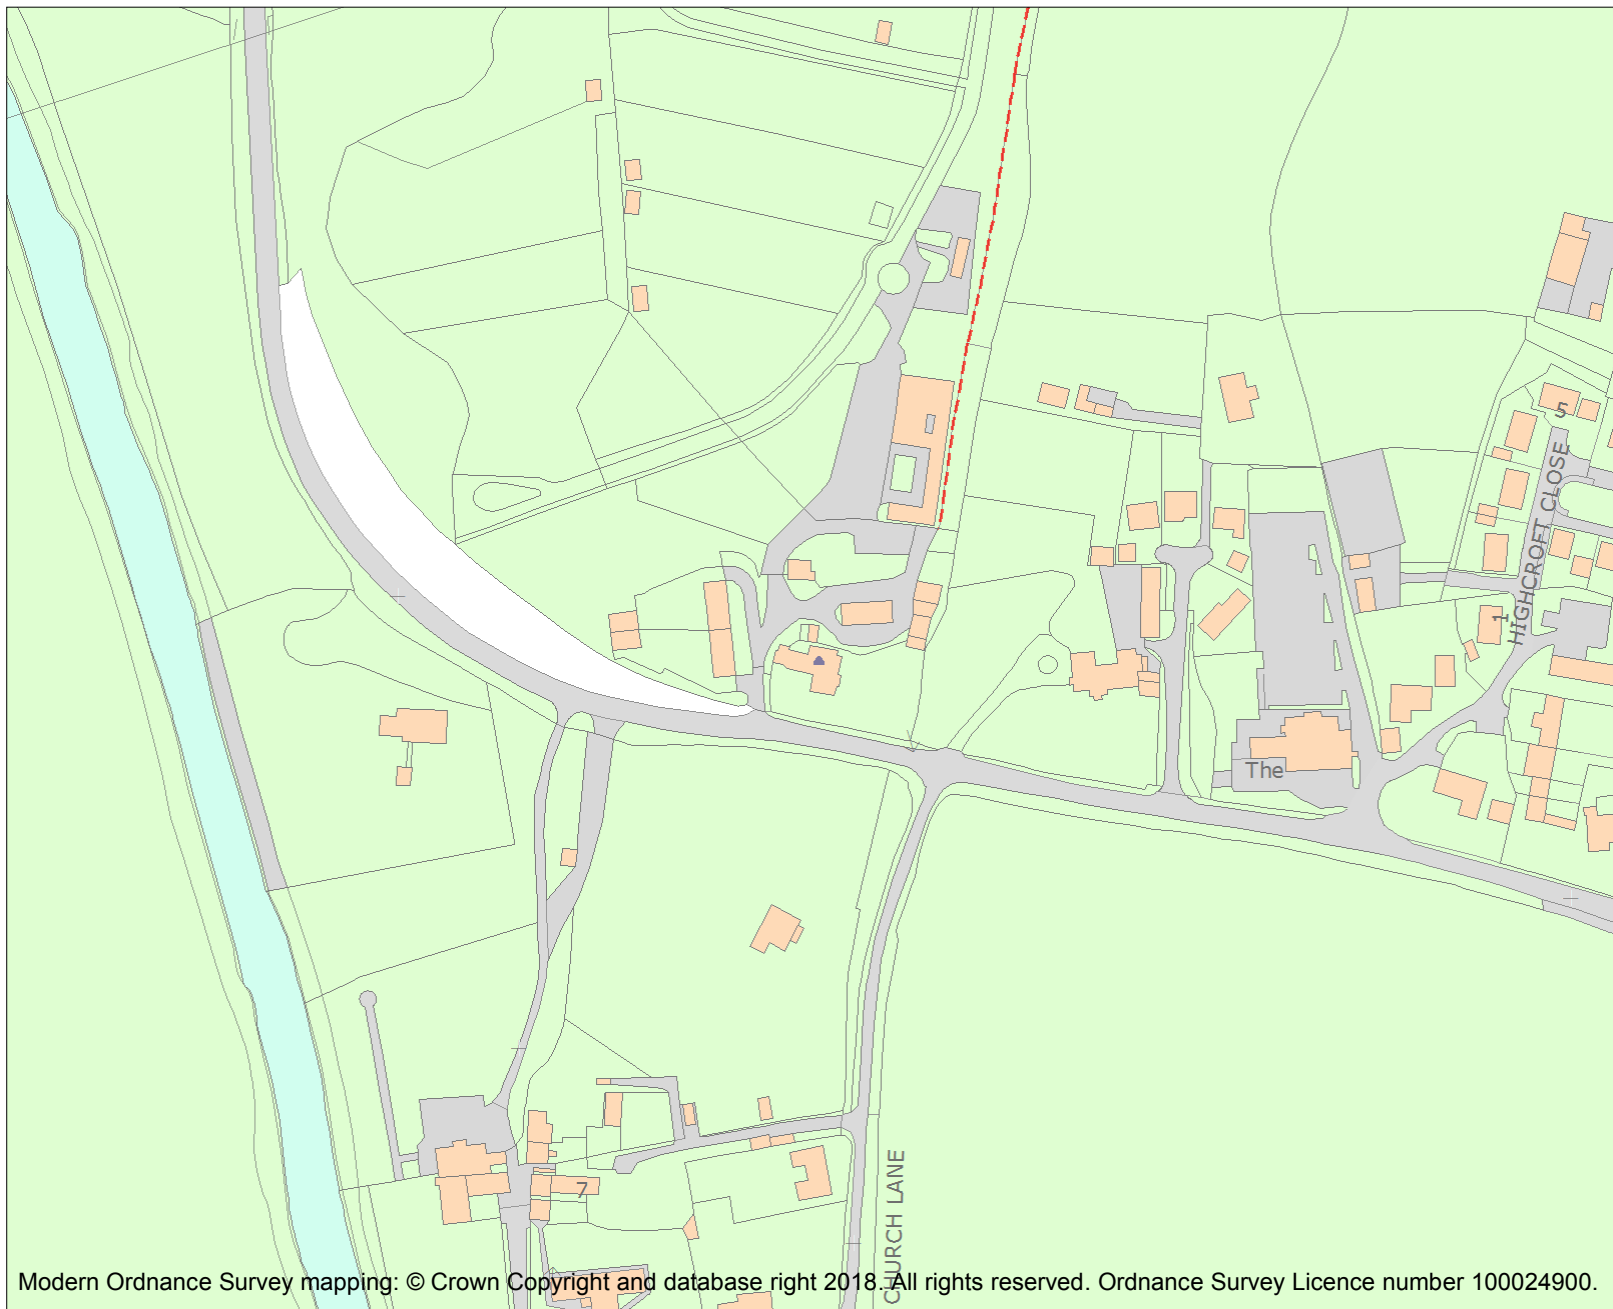 5
HIGHCROFT CLOSE
1
The
7
CHURCH LANE
Modern Ordnance Survey mapping: © Crown Copyright and database right 2018. All rights reserved. Ordnance Survey Licence number 100024900.